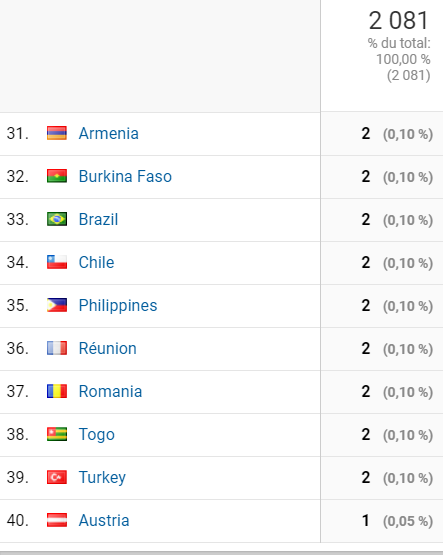 2 081
% du total:
100,00 %
(2 081)
31. Armenia 2 (0,10 %)
32. Burkina Faso 2 (0,10 %)
33. Brazil 2 (0,10 %)
34. Chile 2 (0,10 %)
35. Philippines 2 (0,10 %)
36. Réunion 2 (0,10 %)
37. Romania 2 (0,10 %)
38. Togo 2 (0,10 %)
39. Turkey 2 (0,10 %)
40. Austria 1 (0,05 %)